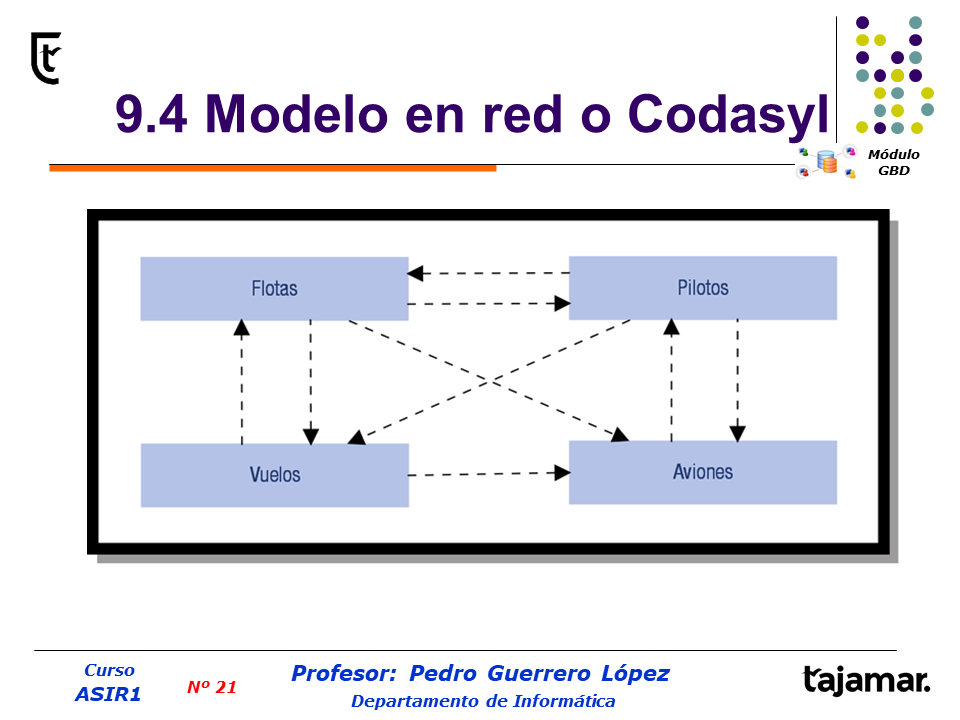 9.4 Modelo en red o Codasyl
Módulo
GBD
Flotas
Pilotos
Vuelos
Aviones
Curso
ASIR1
Nº 21
Profesor: Pedro Guerrero López
Departamento de Informática
tajamar.